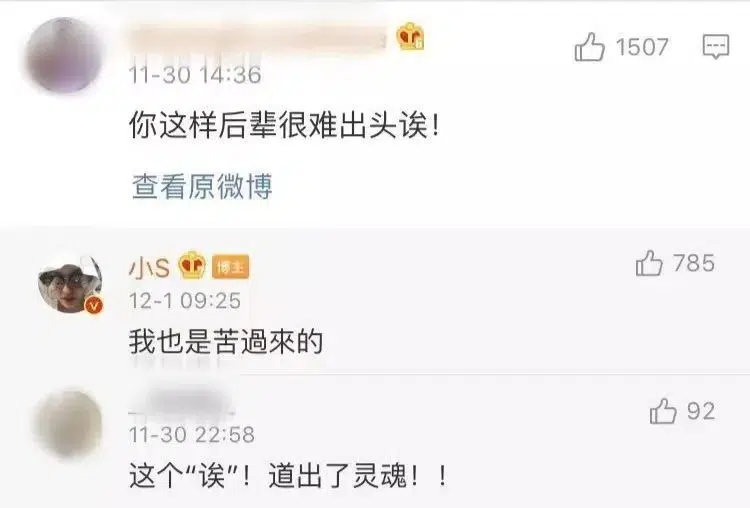 1507
11-30 14:36
你这样后辈很难出头诶！
查看原微博
小S 博主
785
12-1 09:25
我也是苦過來的
92
11-30 22:58
这个“诶”！道出了灵魂！！